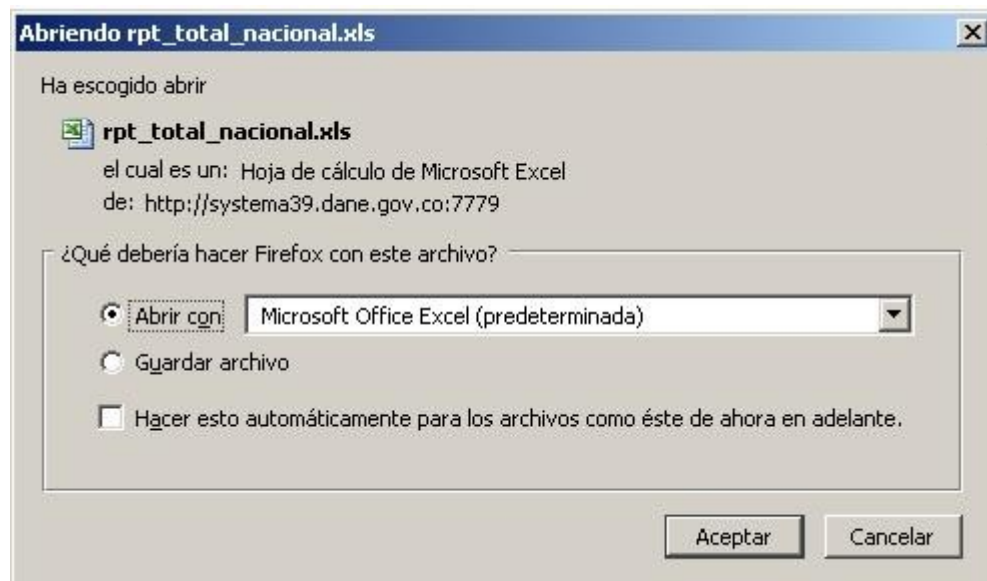 Abriendo rpt_total_nacional.xls
Ha escogido abrir
rpt_total_nacional.xls
el cual es un: Hoja de cálculo de Microsoft Excel
de: http://systema39.dane.gov.co:7779
¿Qué debería hacer Firefox con este archivo?
Abrir con Microsoft Office Excel (predeterminada)
Guardar archivo
Hacer esto automáticamente para los archivos como éste de ahora en adelante.
Aceptar Cancelar